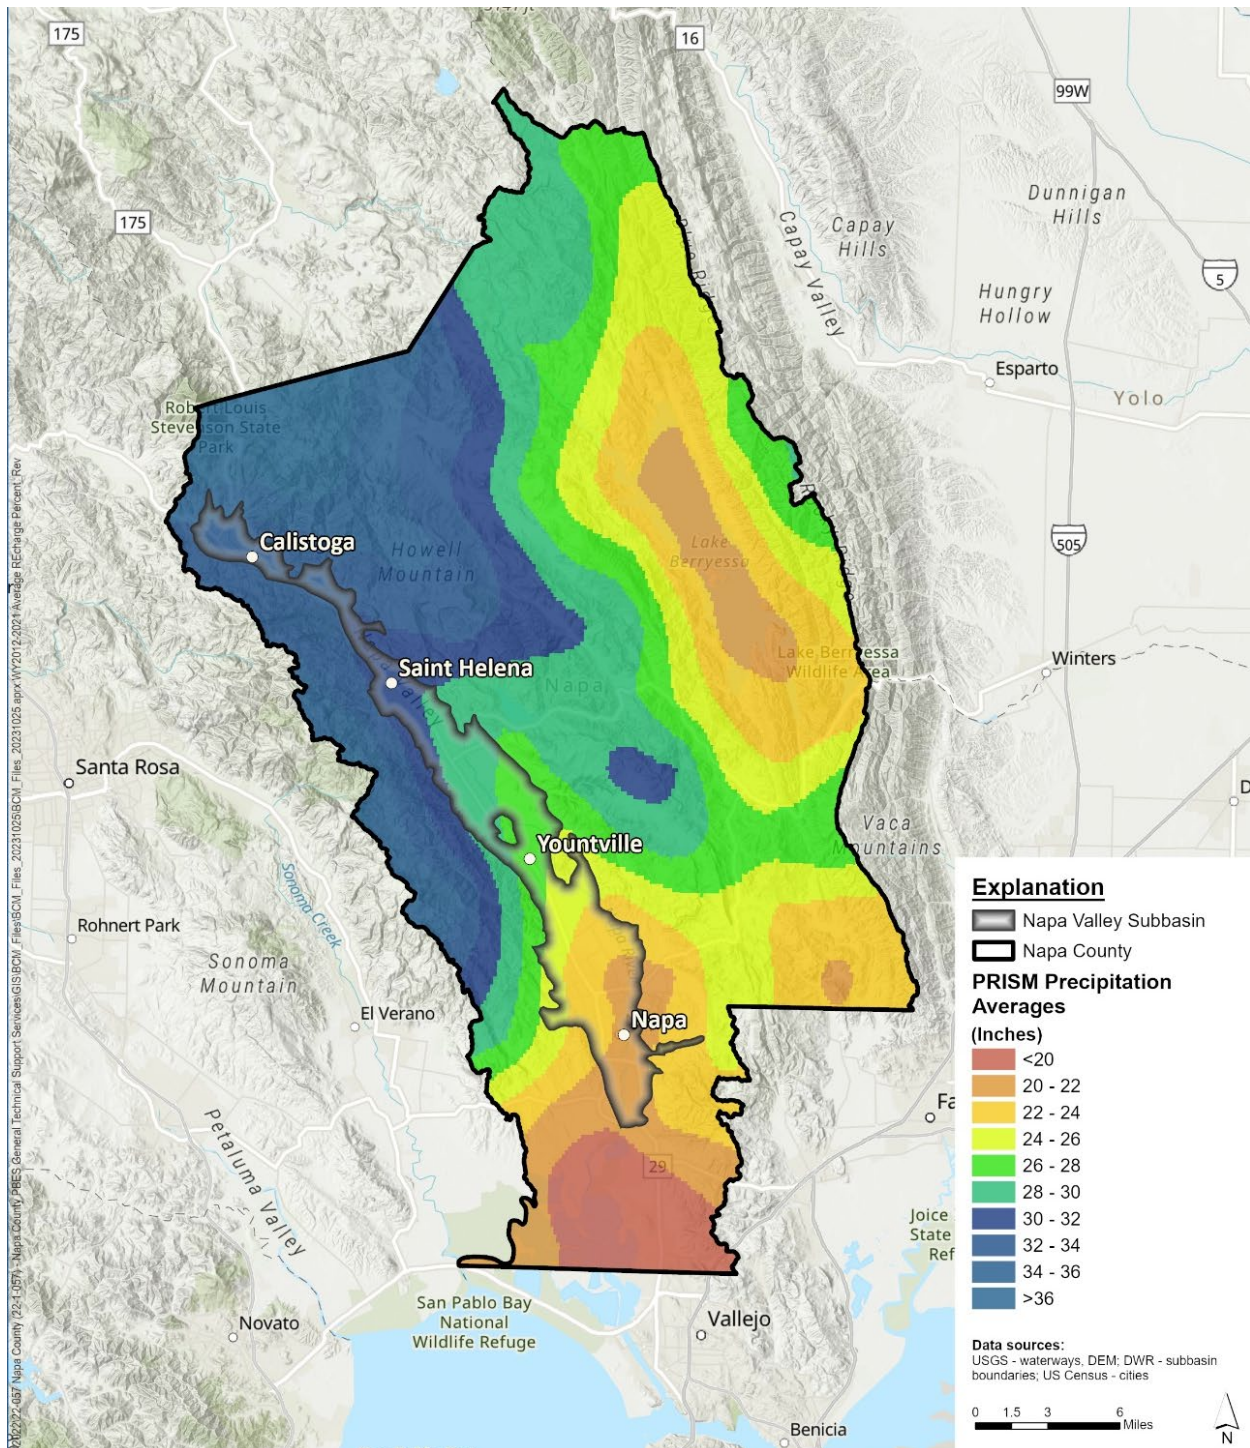 3147 ft
175
16
99W
175
Dunnigan
Hills
Capay
Hills
Capay Valley
5
Hungry
Hollow
Esparto
Yolo
Robert Louis
Stevenson State
Park
505
Calistoga
Howell
Mountain
Lake
Berryessa
Winters
Lake Berryessa
Wildlife Area
Saint Helena
Napa
Valley
Santa Rosa
Vaca
Mountains
Yountville
Sonoma Creek
Rohnert Park
Sonoma
Mountain
El Verano
Napa
Petaluma Valley
29
Fa
Joice
State
Ref
San Pablo Bay
National
Wildlife Refuge
Novato
Vallejo
Benicia
D
Explanation
Napa Valley Subbasin
Napa County
PRISM Precipitation
Averages
(Inches)
<20
20 - 22
22 - 24
24 - 26
26 - 28
28 - 30
30 - 32
32 - 34
34 - 36
>36
Data sources:
USGS - waterways, DEM; DWR - subbasin
boundaries; US Census - cities
0 1.5 3 6
Miles
N